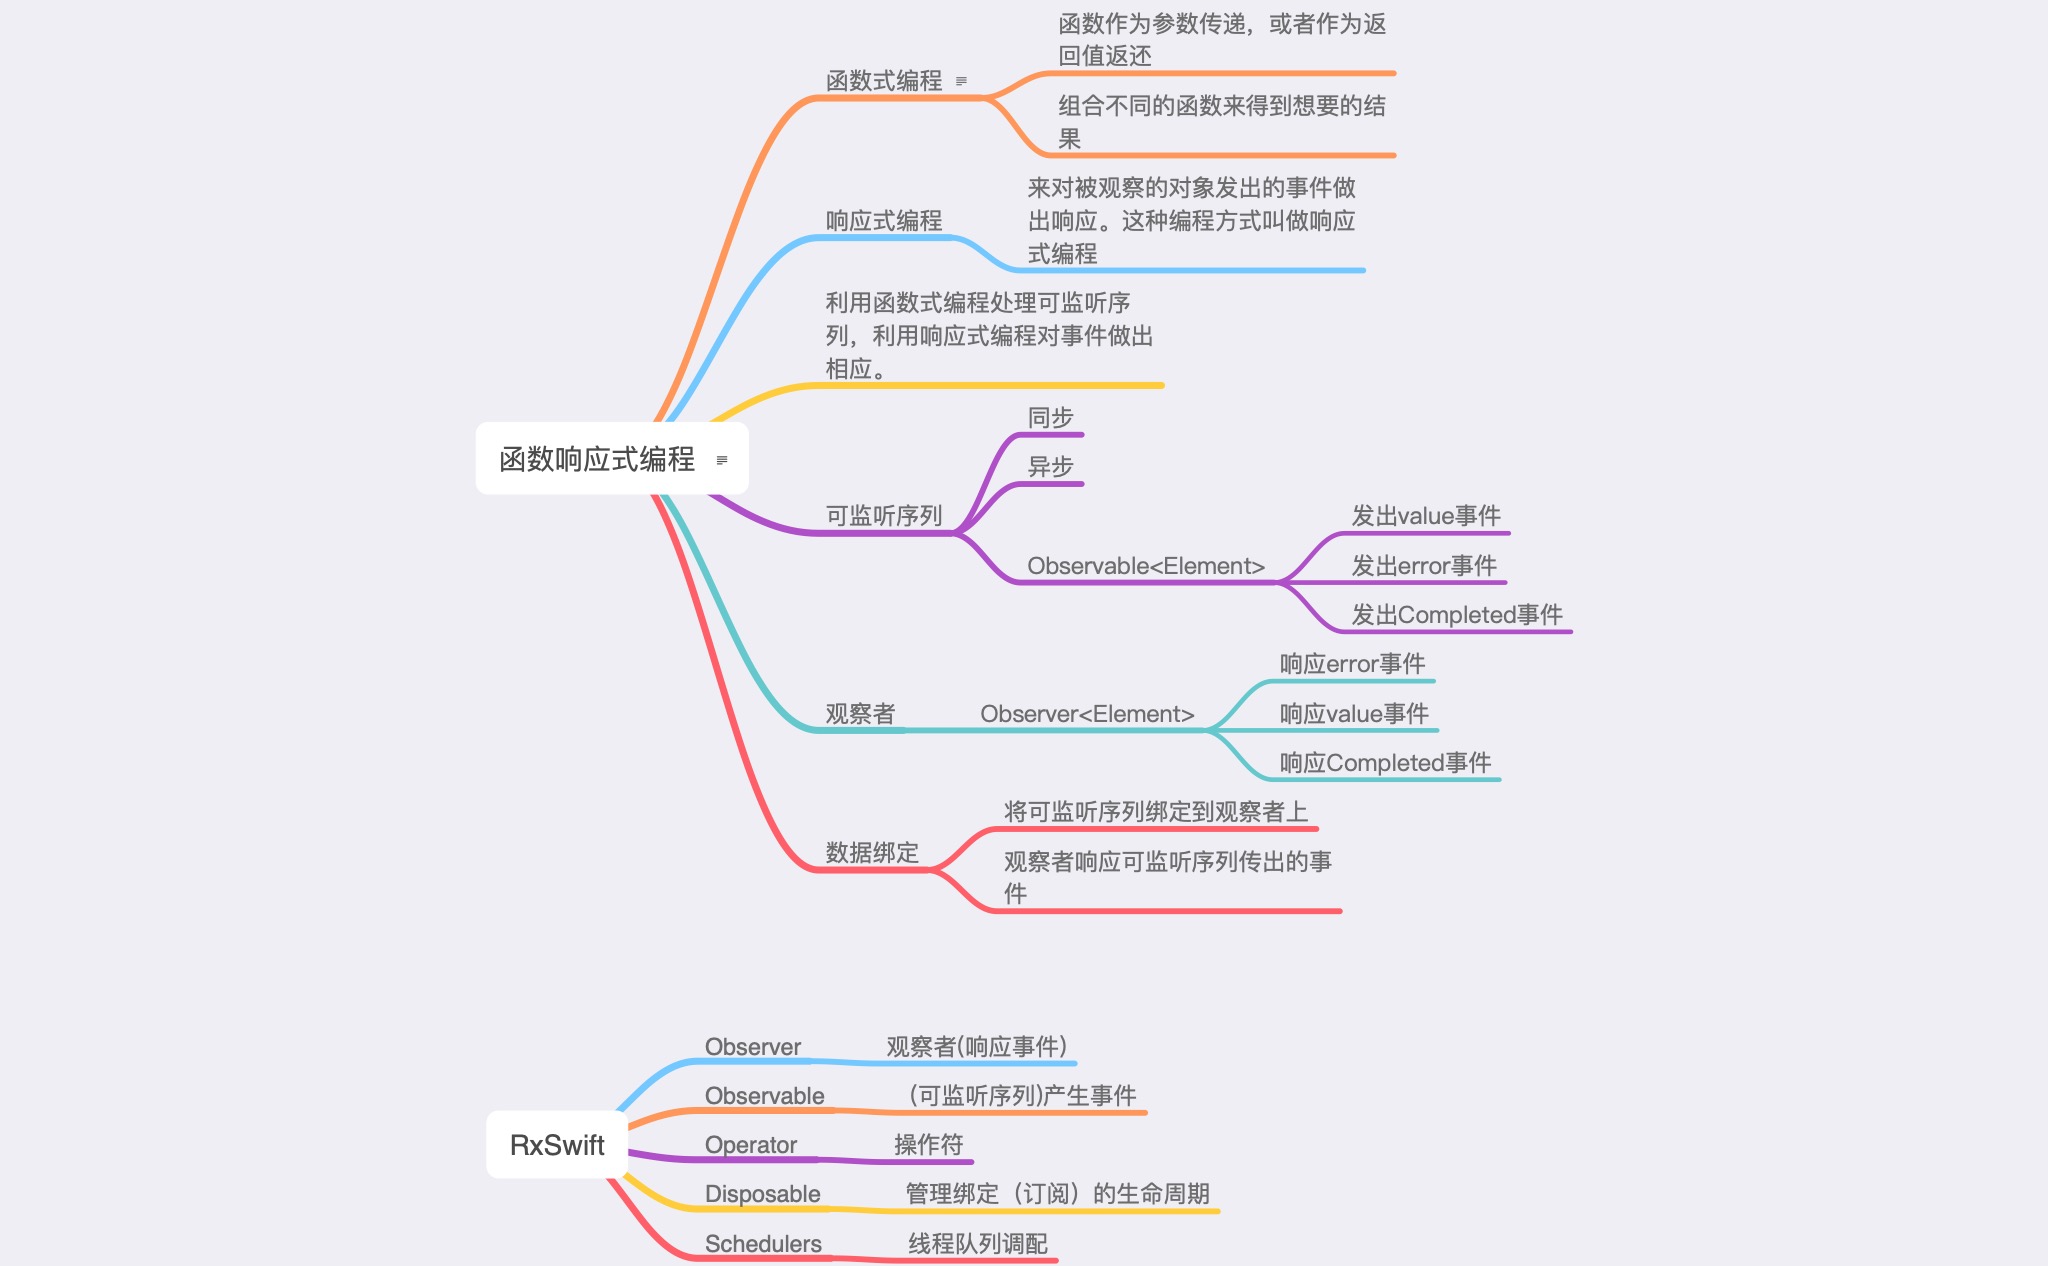 函数作为参数传递，或者作为返
回值返还
函数式编程
组合不同的函数来得到想要的结
果
来对被观察的对象发出的事件做
出响应。这种编程方式叫做响应
式编程
响应式编程
利用函数式编程处理可监听序
列，利用响应式编程对事件做出
相应。
函数响应式编程
同步
异步
可监听序列
发出value事件
Observable<Element>
发出error事件
发出Completed事件
响应error事件
观察者
Observer<Element>
响应value事件
响应Completed事件
将可监听序列绑定到观察者上
数据绑定
观察者响应可监听序列传出的事
件
Observer
观察者(响应事件)
Observable
(可监听序列)产生事件
RxSwift
Operator
操作符
Disposable
管理绑定（订阅）的生命周期
Schedulers
线程队列调配